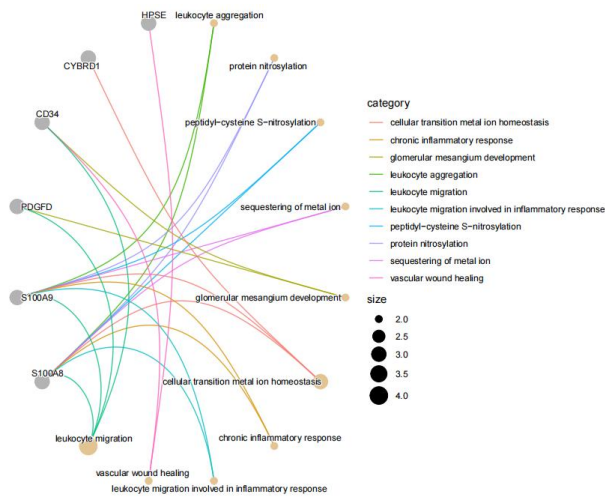 HPSE
leukocyte aggregation
CYBRD1
protein nitrosylation
CD34
peptidyl-cysteine S-nitrosylation
PDGFD
sequestering of metal ion
S100A9
glomerular mesangium development
S100A8
cellular transition metal ion homeostasis
leukocyte migration
chronic inflammatory response
vascular wound healing
leukocyte migration involved in inflammatory response
category
cellular transition metal ion homeostasis
chronic inflammatory response
glomerular mesangium development
leukocyte aggregation
leukocyte migration
leukocyte migration involved in inflammatory response
peptidyl-cysteine S-nitrosylation
protein nitrosylation
sequestering of metal ion
vascular wound healing
size
2.0
2.5
3.0
3.5
4.0